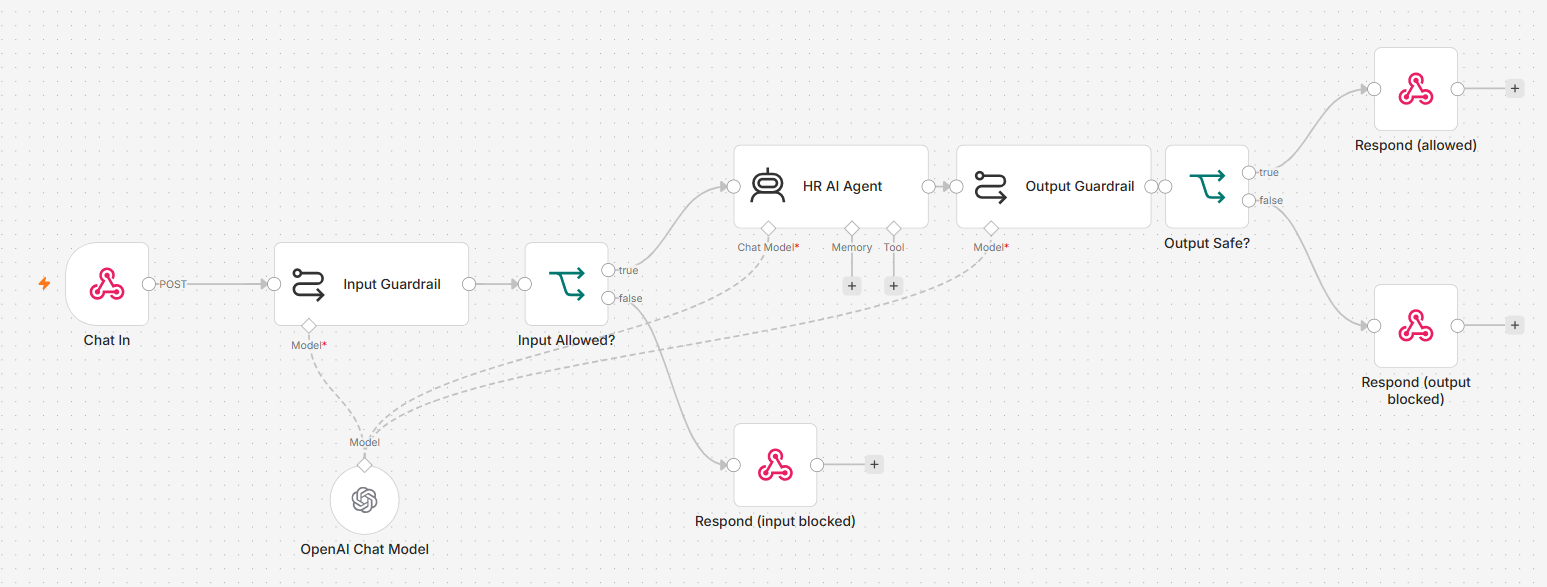 Respond (allowed)
HR AI Agent
Output Guardrail
true
false
Chat Model*
Memory
Tool
Model*
Output Safe?
POST
Input Guardrail
true
false
Chat In
Model*
Input Allowed?
Respond (output
blocked)
Model
Respond (input blocked)
OpenAI Chat Model